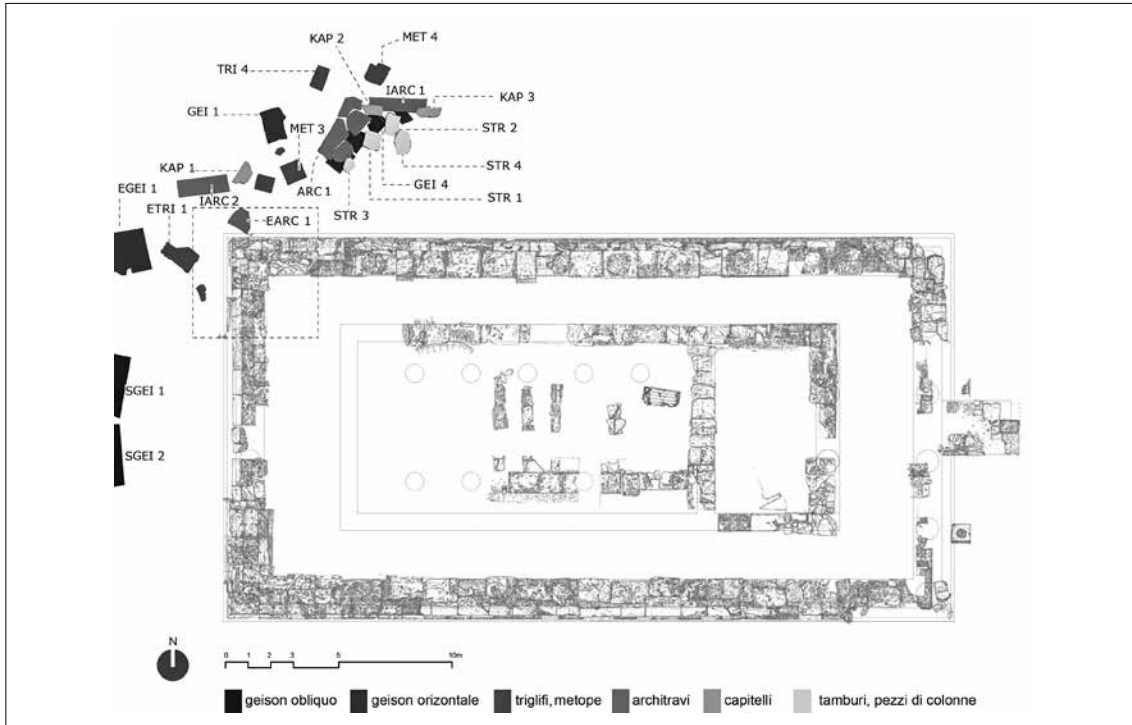 KAP 2
MET 4
TRI 4
IARC 1
KAP 3
GEI 1
MET 3
STR 2
KAP 1
STR 4
EGEI 1
IARC 2
ARC 1
GEI 4
ETRI 1
EARC 1
STR 3
STR 1
SGEI 1
SGEI 2
N
0 1 2 3 5 10m
geison obliquo geison orizontale triglifi, metope architravi capitelli tamburi, pezzi di colonne